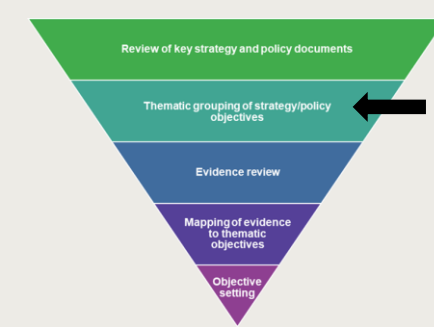 Review of key strategy and policy documents
Thematic grouping of strategy/policy
objectives
Evidence review
Mapping of evidence
to thematic
objectives
Objective
setting